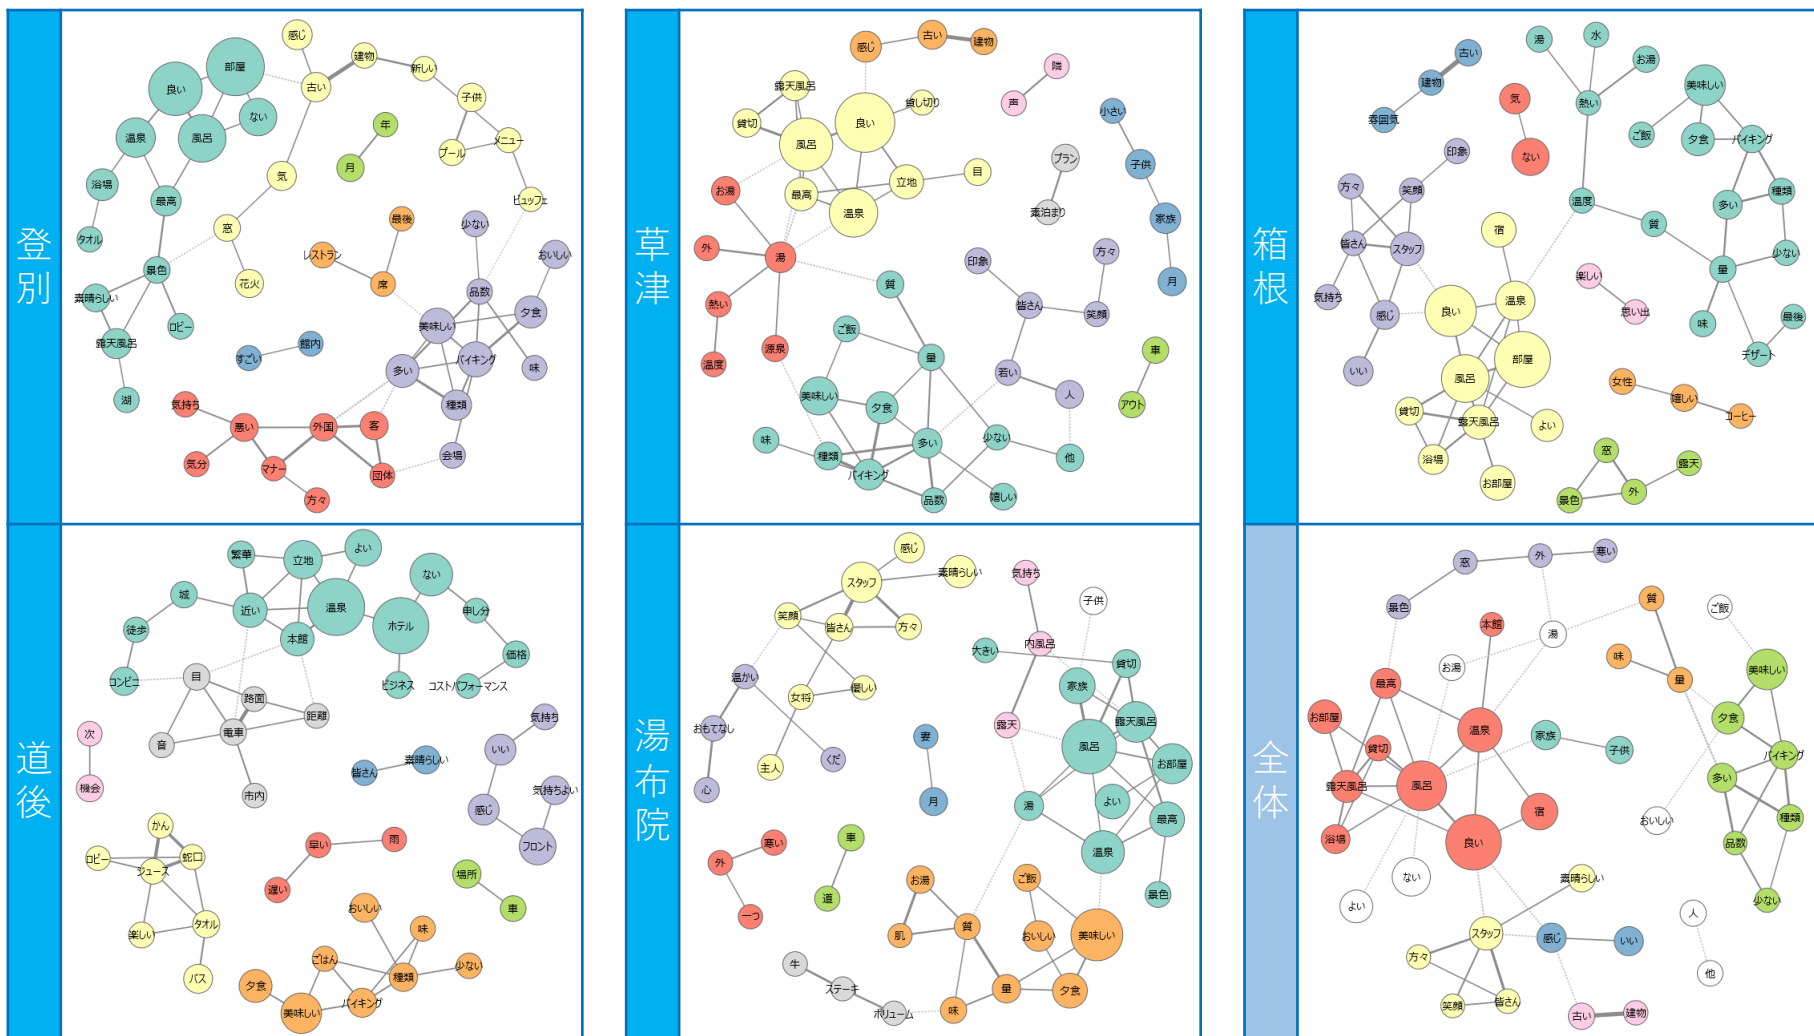 登別
感じ
建物
新しい
古い
部屋
良い
ない
風呂
温泉
浴場
タオル
最高
景色
素晴らしい
ロビー
露天風呂
湖
子供
メニュー
プール
ビュッフェ
年
月
気
窓
花火
最後
レストラン
席
少ない
おいしい
品数
夕食
美味しい
バイキング
多い
味
種類
会場
すごい
館内
気持ち
悪い
外国
客
気分
マナー
団体
方々
草津
感じ
古い
建物
隣
声
露天風呂
貸し切り
貸切
良い
風呂
小さい
子供
プラン
素泊まり
家族
月
お湯
最高
立地
目
温泉
外
湯
熱い
温度
源泉
質
印象
方々
皆さん
笑顔
若い
人
ご飯
量
美味しい
夕食
多い
少ない
味
種類
バイキング
品数
嬉しい
他
車
アウト
箱根
古い
建物
雰囲気
湯
水
お湯
熱い
気
ない
美味しい
ご飯
夕食
バイキング
種類
多い
少ない
印象
方々
笑顔
皆さん
スタッフ
気持ち
感じ
いい
温度
質
量
味
最後
デザート
宿
楽しい
思い出
温泉
良い
部屋
風呂
貸切
露天風呂
よい
浴場
お部屋
女性
嬉しい
コーヒー
窓
露天
景色
外
道後
繁華
立地
よい
ない
城
近い
温泉
ホテル
申し分
徒歩
本館
価格
コンビニ
ビジネス
コストパフォーマンス
目
路面
距離
音
電車
市内
次
機会
皆さん
素晴らしい
気持ち
いい
気持ちよい
感じ
フロント
かん
ロビー
蛇口
ジュース
タオル
楽しい
バス
早い
雨
遅い
場所
車
おいしい
味
ごはん
種類
少ない
夕食
バイキング
美味しい
湯布院
感じ
スタッフ
素晴らしい
笑顔
皆さん
方々
気持ち
子供
内風呂
大きい
貸切
温かい
女将
優しい
おもてなし
くだ
主人
心
家族
露天風呂
露天
風呂
お部屋
妻
月
湯
よい
最高
温泉
景色
寒い
外
一つ
車
道
お湯
ご飯
肌
質
おいしい
美味しい
牛
ステーキ
ボリューム
味
量
夕食
全体
窓
外
寒い
景色
質
ご飯
本館
湯
味
お湯
量
美味しい
最高
お部屋
温泉
家族
子供
夕食
貸切
露天風呂
風呂
バイキング
多い
宿
浴場
良い
おいしい
種類
品数
少ない
よい
ない
素晴らしい
スタッフ
感じ
いい
人
他
方々
笑顔
皆さん
古い
建物